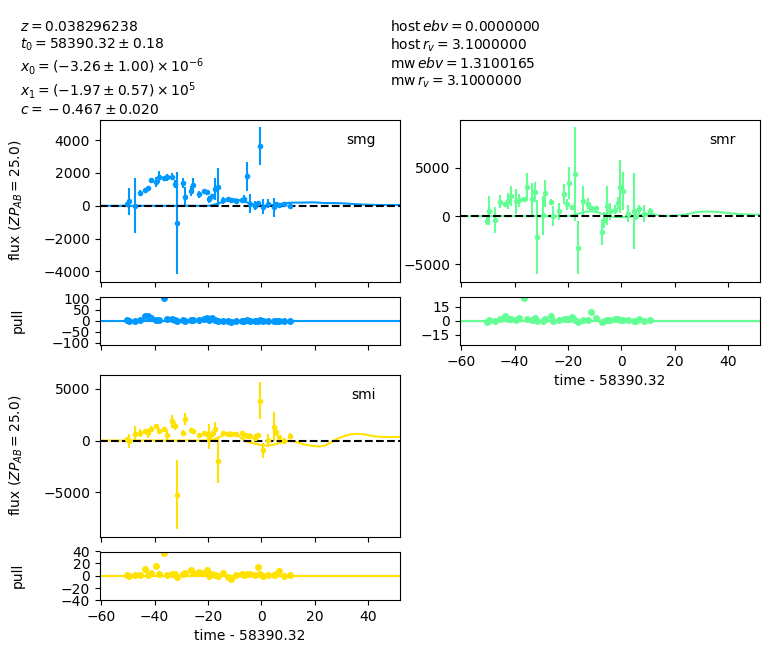 z = 0.038296238
t₀ = 58390.32 ± 0.18
x₀ = (−3.26 ± 1.00) × 10⁻⁶
x₁ = (−1.97 ± 0.57) × 10⁵
c = −0.467 ± 0.020
host ebv = 0.0000000
host r_v = 3.1000000
mw ebv = 1.3100165
mw r_v = 3.1000000
smg
4000
2000
0
−2000
−4000
flux (ZP_AB = 25.0)
smr
5000
0
−5000
100
50
0
−50
−100
pull
15
0
−15
−60 −40 −20 0 20 40
time - 58390.32
smi
5000
0
−5000
flux (ZP_AB = 25.0)
40
20
0
−20
−40
pull
−60 −40 −20 0 20 40
time - 58390.32